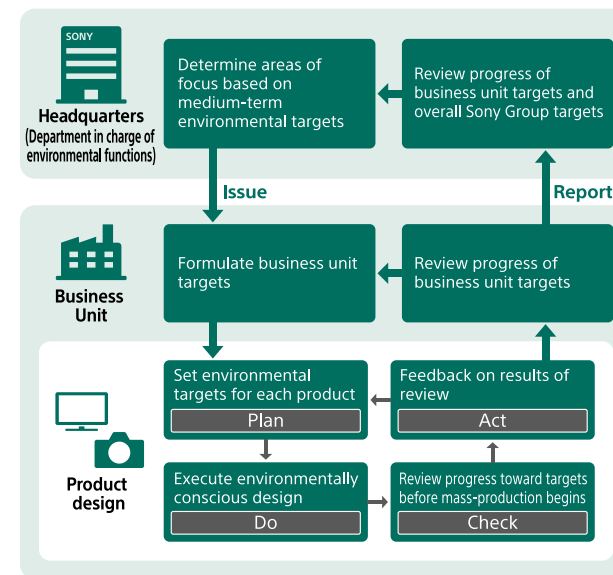 SONY
Headquarters
(Department in charge of
environmental functions)
Determine areas of
focus based on
medium-term
environmental targets
Review progress of
business unit targets and
overall Sony Group targets
Issue
Report
Business
Unit
Formulate business unit
targets
Review progress of
business unit targets
Product
design
Set environmental
targets for each product
Plan
Feedback on results of
review
Act
Execute environmentally
conscious design
Do
Review progress toward targets
before mass-production begins
Check